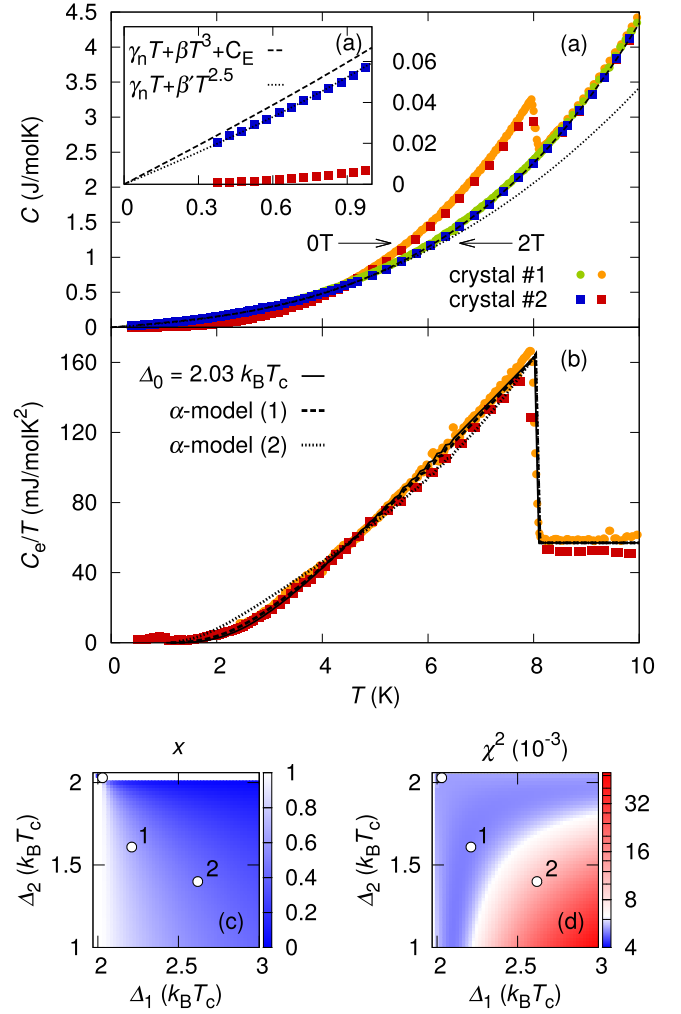 4.5
4
3.5
3
2.5
2
1.5
1
0.5
0
C (J/molK)
γnT+βT³+CE
γnT+β′T^2.5
(a)
0.06
0.04
0.02
0
0
0.3
0.6
0.9
(a)
0T
2T
crystal #1
crystal #2
160
120
80
40
0
Ce/T (mJ/molK²)
Δ0 = 2.03 kBTc
α-model (1)
α-model (2)
(b)
0
2
4
6
8
10
T (K)
x
2
1.5
1
Δ2 (kBTc)
1
2
(c)
2
2.5
3
Δ1 (kBTc)
1
0.8
0.6
0.4
0.2
0
χ² (10⁻³)
2
1.5
1
Δ2 (kBTc)
1
2
(d)
2
2.5
3
Δ1 (kBTc)
32
16
8
4